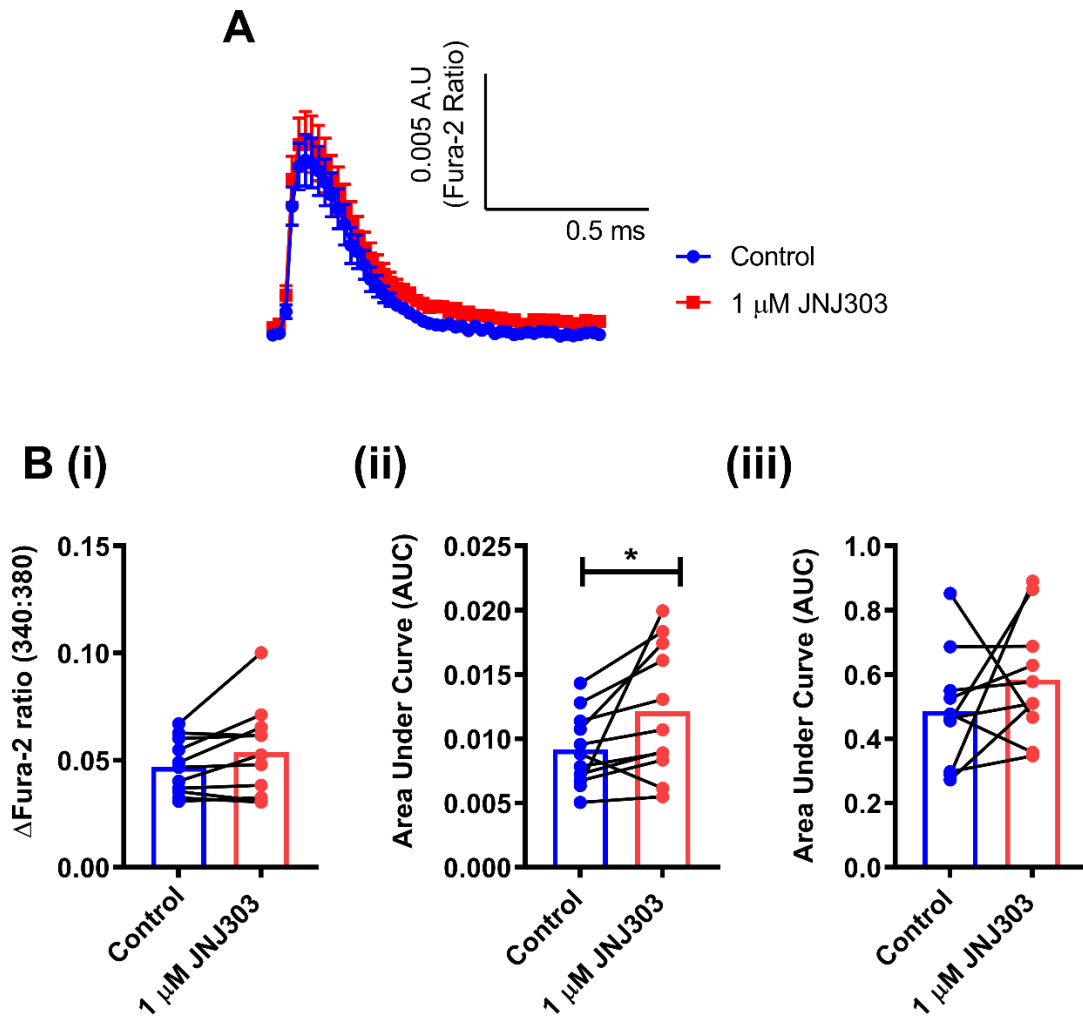 A
0.005 A.U
(Fura-2 Ratio)
0.5 ms
Control
1 μM JNJ303
B (i)
(ii)
(iii)
ΔFura-2 ratio (340:380)
0.15
0.10
0.05
0.00
Control
1 μM JNJ303
Area Under Curve (AUC)
0.025
0.020
0.015
0.010
0.005
0.000
*
Control
1 μM JNJ303
Area Under Curve (AUC)
1.0
0.8
0.6
0.4
0.2
0.0
Control
1 μM JNJ303